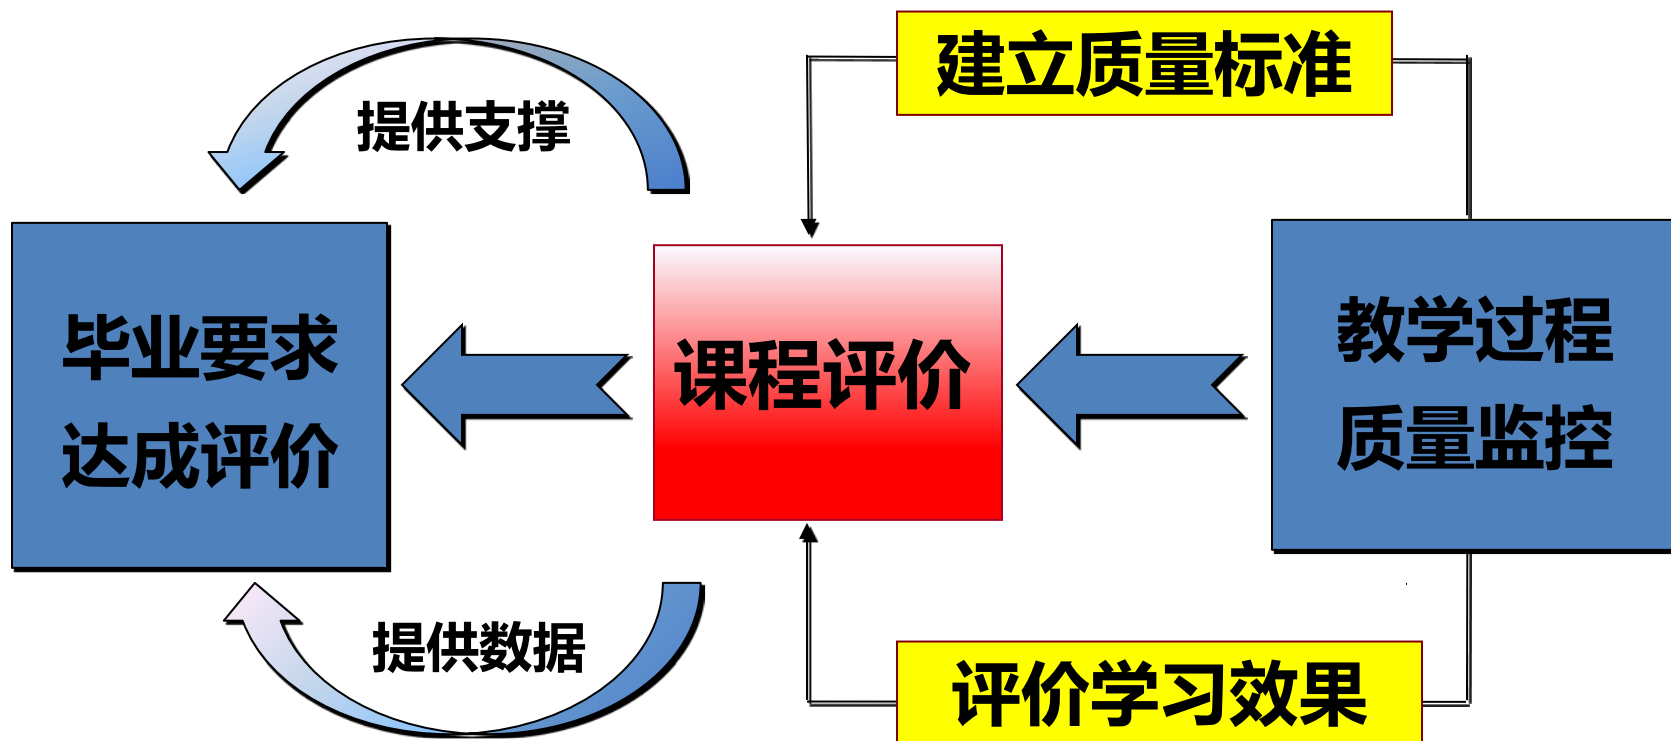 建立质量标准
提供支撑
毕业要求
达成评价
课程评价
教学过程
质量监控
提供数据
评价学习效果